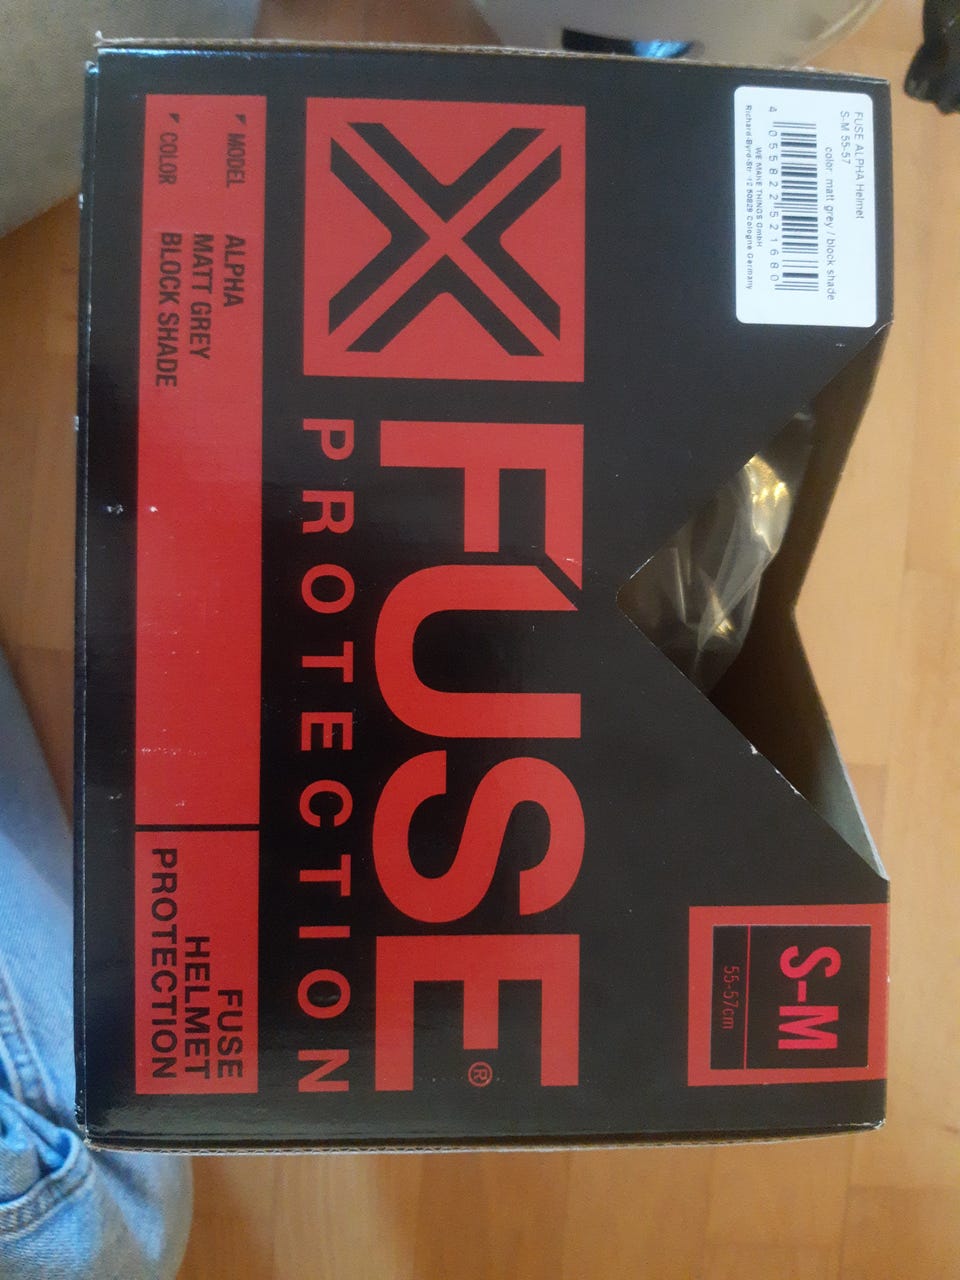 FUSE ALPHA Helmet
S-M 55-57
color: matt grey / block shade
4 055822 521680
WE MAKE THINGS GmbH
Richard-Byrd-Str. 12 50829 Cologne Germany
S-M
55-57cm
FUSE®
PROTECTION
MODEL ALPHA
COLOR MATT GREY
BLOCK SHADE
FUSE
HELMET
PROTECTION